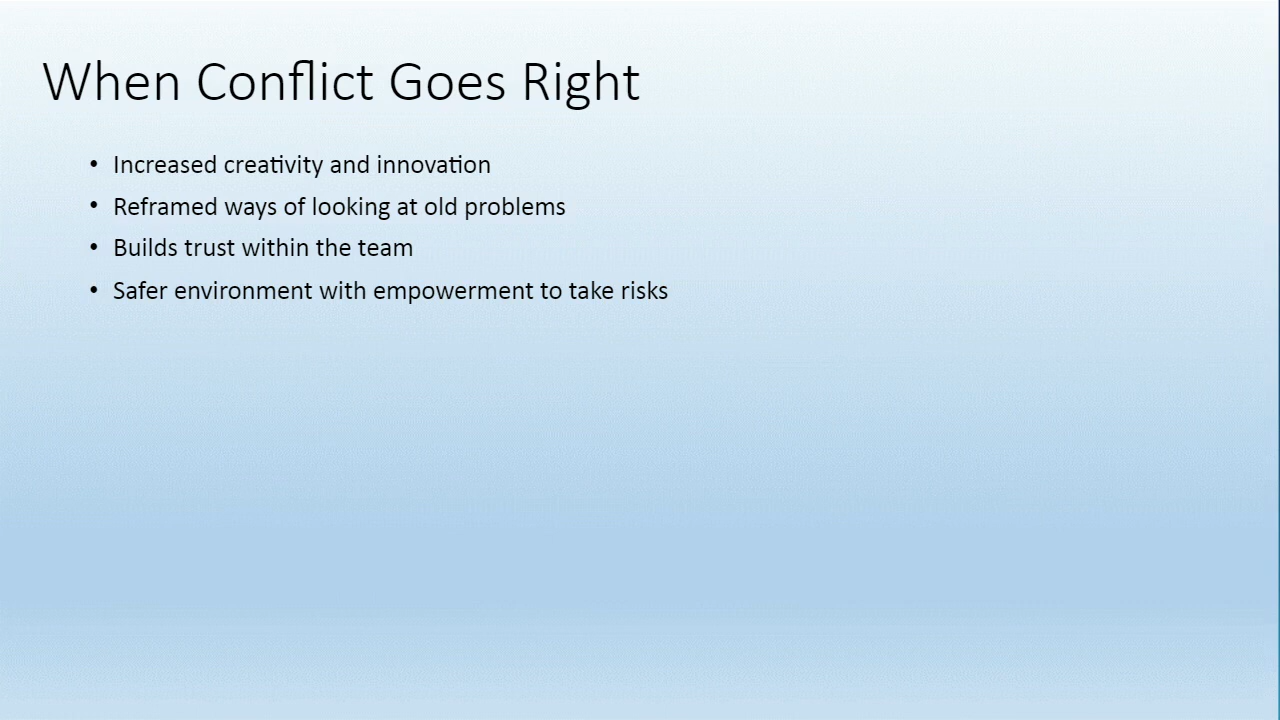 When Conflict Goes Right
• Increased creativity and innovation
• Reframed ways of looking at old problems
• Builds trust within the team
• Safer environment with empowerment to take risks